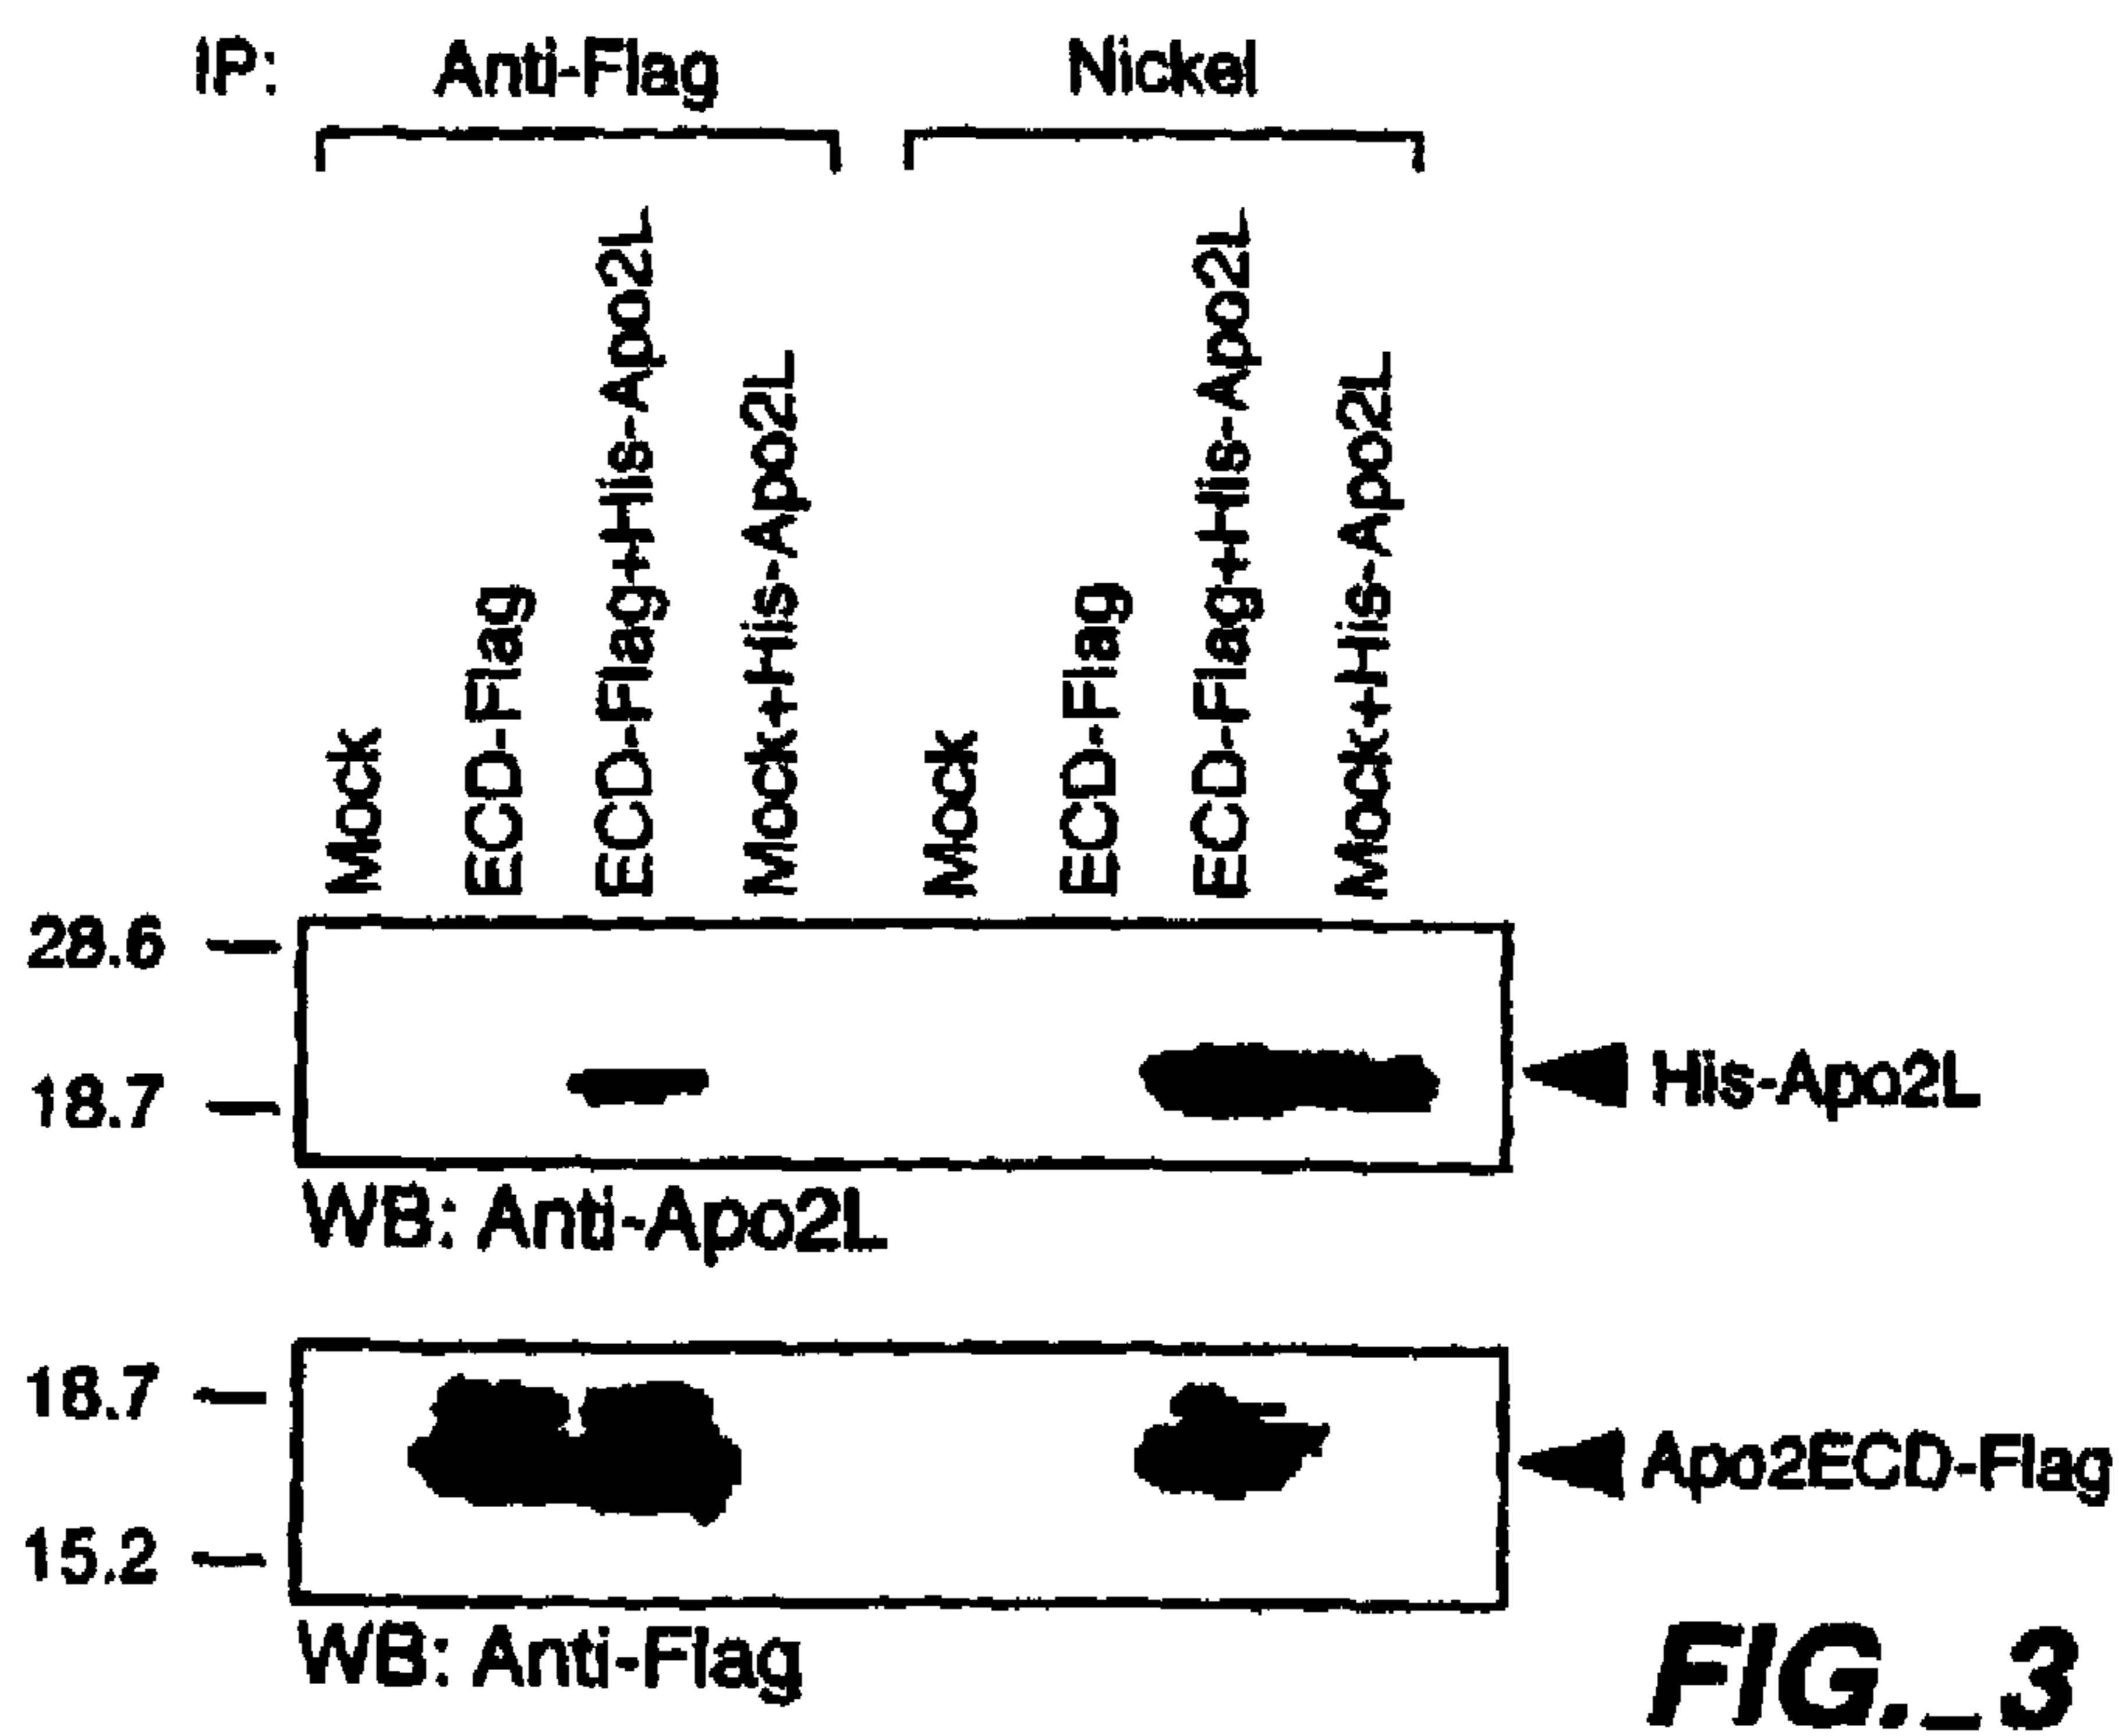 IP: Anti-Flag Nickel
Mock
ECD-Flag
ECD-Flag+His-Apo2L
Mock+His-Apo2L
Mock
ECD-Flag
ECD-Flag+His-Apo2L
Mock+His-Apo2L
28.6
18.7
His-Apo2L
WB: Anti-Apo2L
18.7
Apo2ECD-Flag
15.2
WB: Anti-Flag
FIG._3